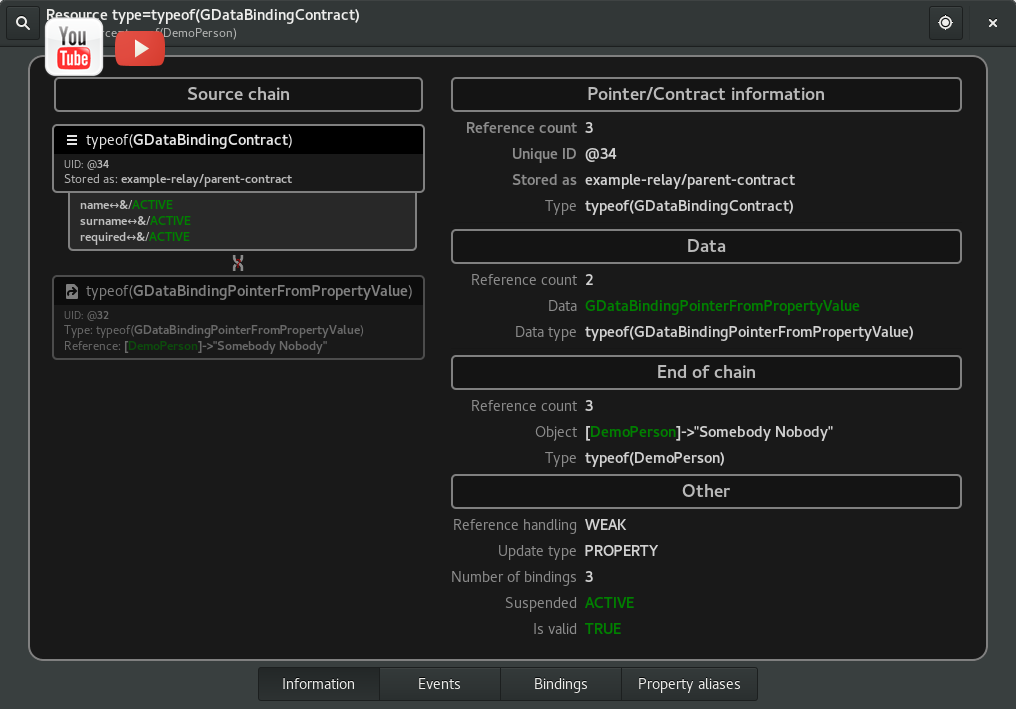 Resource type=typeof(GDataBindingContract)
(DemoPerson)
You
Tube
Source chain
typeof(GDataBindingContract)
UID: @34
Stored as: example-relay/parent-contract
name↔&/ACTIVE
surname↔&/ACTIVE
required↔&/ACTIVE
typeof(GDataBindingPointerFromPropertyValue)
UID: @32
Type: typeof(GDataBindingPointerFromPropertyValue)
Reference: [DemoPerson]->"Somebody Nobody"
Pointer/Contract information
Reference count 3
Unique ID @34
Stored as example-relay/parent-contract
Type typeof(GDataBindingContract)
Data
Reference count 2
Data GDataBindingPointerFromPropertyValue
Data type typeof(GDataBindingPointerFromPropertyValue)
End of chain
Reference count 3
Object [DemoPerson]->"Somebody Nobody"
Type typeof(DemoPerson)
Other
Reference handling WEAK
Update type PROPERTY
Number of bindings 3
Suspended ACTIVE
Is valid TRUE
Information
Events
Bindings
Property aliases